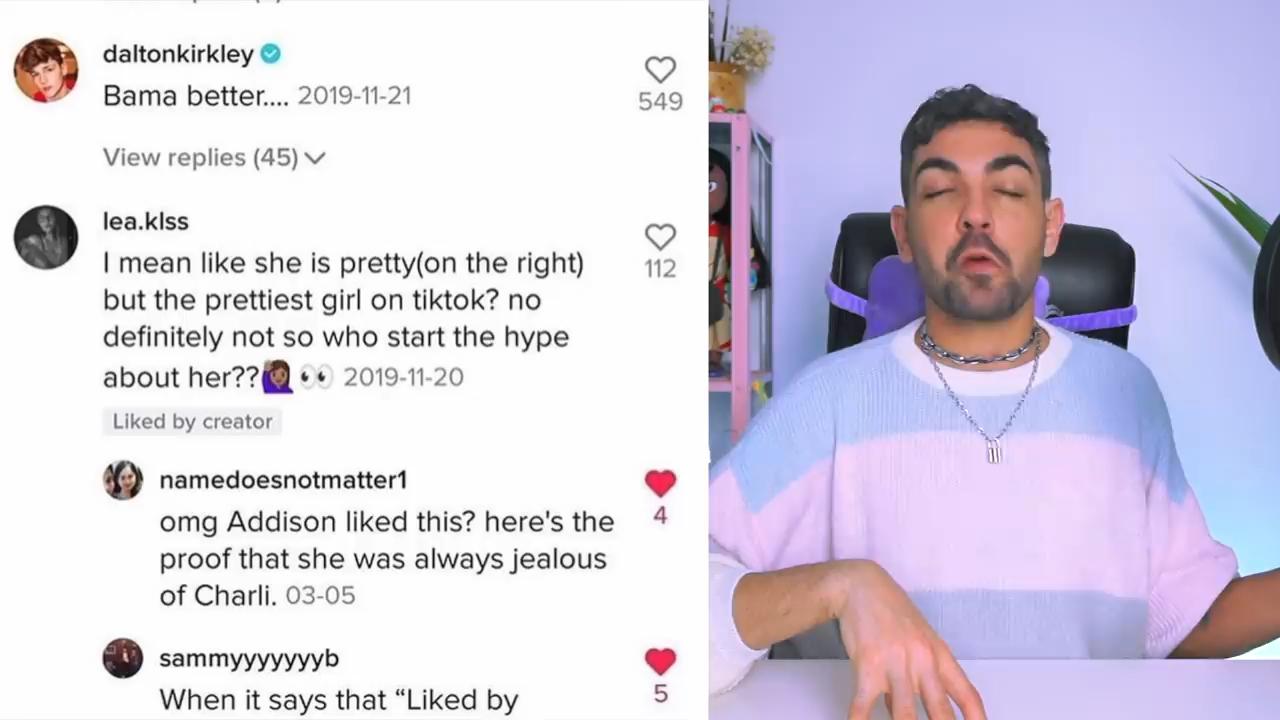 daltonkirkley
Bama better.... 2019-11-21
549
View replies (45)
lea.klss
I mean like she is pretty(on the right)
but the prettiest girl on tiktok? no
definitely not so who start the hype
about her??🙋🏽‍♀️👀 2019-11-20
112
Liked by creator
namedoesnotmatter1
omg Addison liked this? here's the
proof that she was always jealous
of Charli. 03-05
4
sammyyyyyyyb
When it says that “Liked by
5